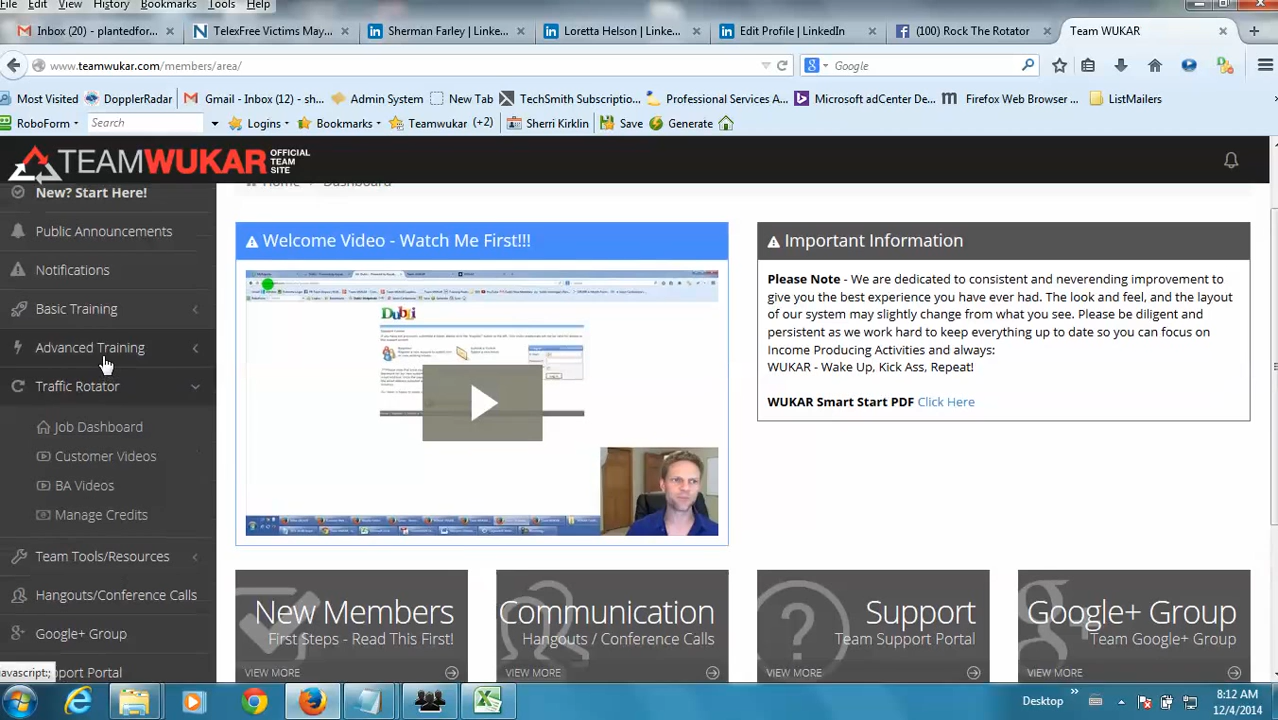 File Edit View History Bookmarks Tools Help
Inbox (20) - plantedfor... × TelexFree Victims May... × Sherman Farley | Linke... × Loretta Helson | Linke... × Edit Profile | LinkedIn × (100) Rock The Rotator × Team WUKAR × +
www.teamwukar.com/members/area/ Google
Most Visited DopplerRadar Gmail - Inbox (12) - sh... Admin System New Tab TechSmith Subscriptio... Professional Services A... Microsoft adCenter De... Firefox Web Browser ... ListMailers
RoboForm Search Logins Bookmarks Teamwukar (+2) Sherri Kirklin Save Generate
TEAMWUKAR OFFICIAL TEAM SITE
Home Dashboard
New? Start Here!
Public Announcements
Notifications
Basic Training
Advanced Training
Traffic Rotator
Job Dashboard
Customer Videos
BA Videos
Manage Credits
Team Tools/Resources
Hangouts/Conference Calls
Google+ Group
Support Portal
javascript:;
Welcome Video - Watch Me First!!!
Dubli
Important Information
Please Note - We are dedicated to consistent and neverending improvement to
give you the best experience you have ever had. The look and feel, and the layout
of our system may slightly change from what you see. Please be diligent and
persistent as we work hard to keep everything up to date so you can focus on
Income Producing Activities and always:
WUKAR -Wake Up, Kick Ass, Repeat!
WUKAR Smart Start PDF Click Here
New Members
First Steps - Read This First!
VIEW MORE
Communication
Hangouts / Conference Calls
VIEW MORE
Support
Team Support Portal
VIEW MORE
Google+ Group
Team Google+ Group
VIEW MORE
Desktop »
8:12 AM
12/4/2014